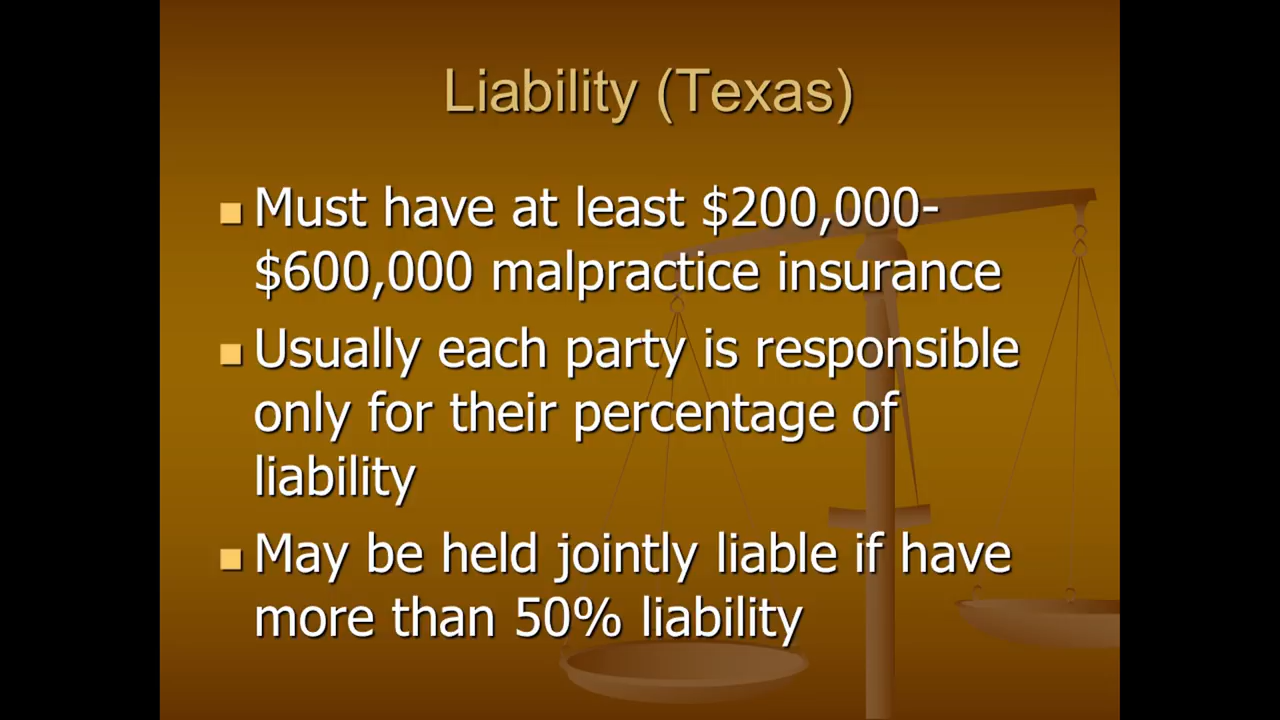 Liability (Texas)
Must have at least $200,000-
$600,000 malpractice insurance
Usually each party is responsible
only for their percentage of
liability
May be held jointly liable if have
more than 50% liability